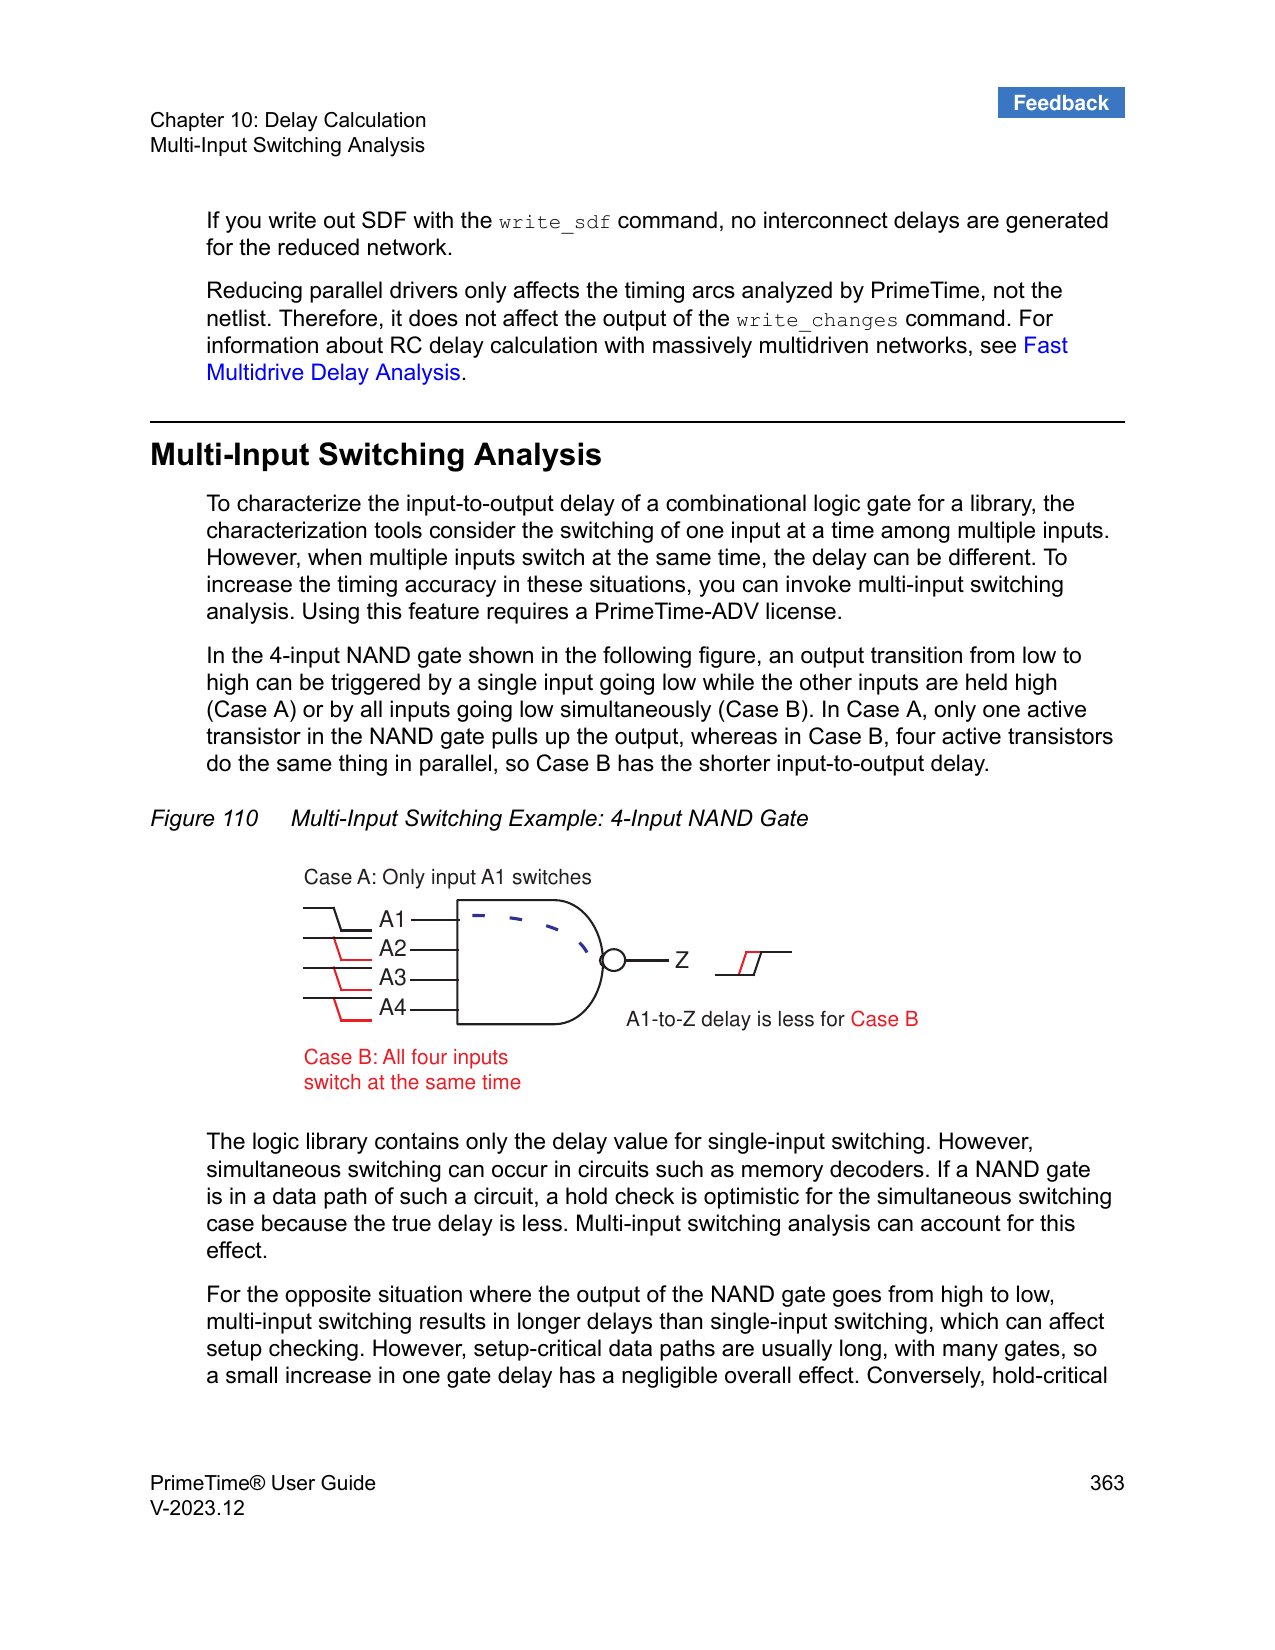 Feedback
Chapter 10: Delay Calculation
Multi-Input Switching Analysis
If you write out SDF with the write_sdf command, no interconnect delays are generated
for the reduced network.
Reducing parallel drivers only affects the timing arcs analyzed by PrimeTime, not the
netlist. Therefore, it does not affect the output of the write_changes command. For
information about RC delay calculation with massively multidriven networks, see Fast
Multidrive Delay Analysis.
Multi-Input Switching Analysis
To characterize the input-to-output delay of a combinational logic gate for a library, the
characterization tools consider the switching of one input at a time among multiple inputs.
However, when multiple inputs switch at the same time, the delay can be different. To
increase the timing accuracy in these situations, you can invoke multi-input switching
analysis. Using this feature requires a PrimeTime-ADV license.
In the 4-input NAND gate shown in the following figure, an output transition from low to
high can be triggered by a single input going low while the other inputs are held high
(Case A) or by all inputs going low simultaneously (Case B). In Case A, only one active
transistor in the NAND gate pulls up the output, whereas in Case B, four active transistors
do the same thing in parallel, so Case B has the shorter input-to-output delay.
Figure 110 Multi-Input Switching Example: 4-Input NAND Gate
Case A: Only input A1 switches
A1
A2
A3
A4
Z
A1-to-Z delay is less for Case B
Case B: All four inputs
switch at the same time
The logic library contains only the delay value for single-input switching. However,
simultaneous switching can occur in circuits such as memory decoders. If a NAND gate
is in a data path of such a circuit, a hold check is optimistic for the simultaneous switching
case because the true delay is less. Multi-input switching analysis can account for this
effect.
For the opposite situation where the output of the NAND gate goes from high to low,
multi-input switching results in longer delays than single-input switching, which can affect
setup checking. However, setup-critical data paths are usually long, with many gates, so
a small increase in one gate delay has a negligible overall effect. Conversely, hold-critical
PrimeTime® User Guide 363
V-2023.12